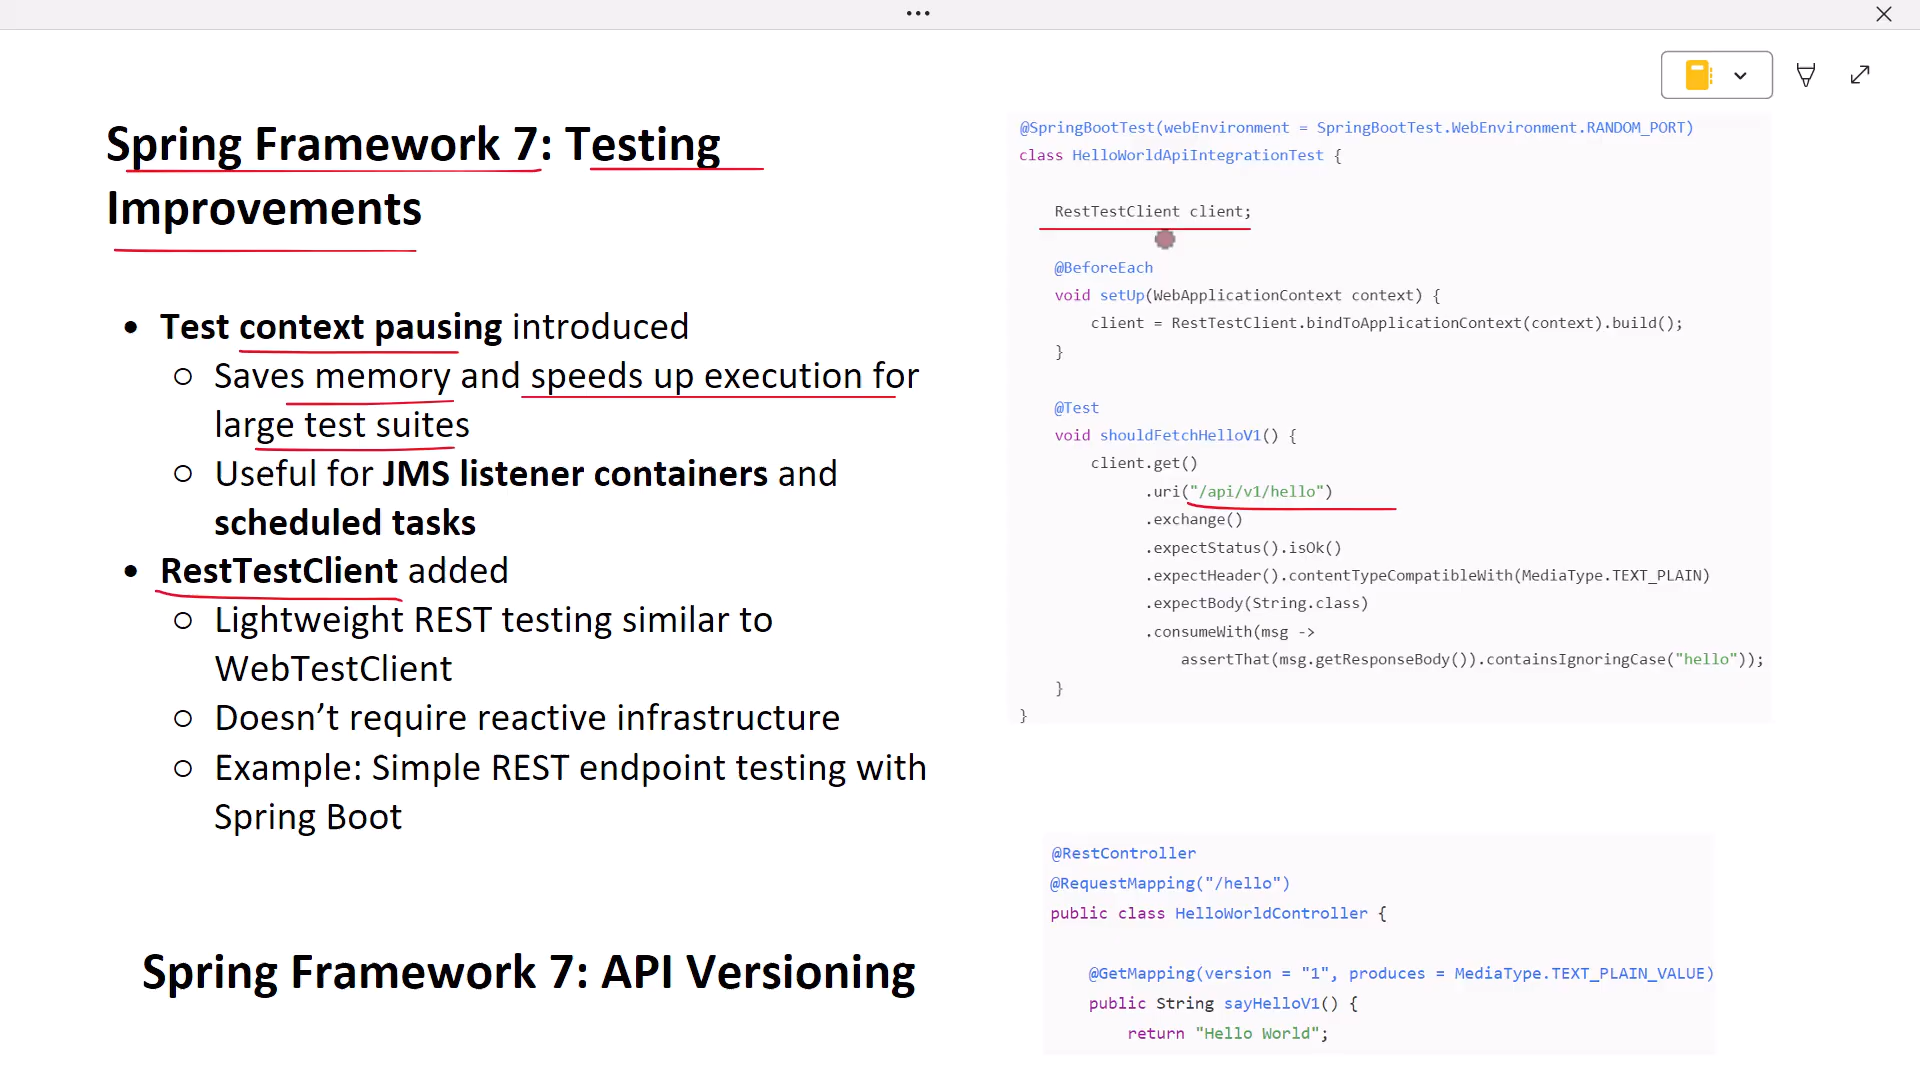 Spring Framework 7: Testing
Improvements
• Test context pausing introduced
○ Saves memory and speeds up execution for
large test suites
○ Useful for JMS listener containers and
scheduled tasks
• RestTestClient added
○ Lightweight REST testing similar to
WebTestClient
○ Doesn’t require reactive infrastructure
○ Example: Simple REST endpoint testing with
Spring Boot
Spring Framework 7: API Versioning
@SpringBootTest(webEnvironment = SpringBootTest.WebEnvironment.RANDOM_PORT)
class HelloWorldApiIntegrationTest {
RestTestClient client;
@BeforeEach
void setUp(WebApplicationContext context) {
client = RestTestClient.bindToApplicationContext(context).build();
}
@Test
void shouldFetchHelloV1() {
client.get()
.uri("/api/v1/hello")
.exchange()
.expectStatus().isOk()
.expectHeader().contentTypeCompatibleWith(MediaType.TEXT_PLAIN)
.expectBody(String.class)
.consumeWith(msg ->
assertThat(msg.getResponseBody()).containsIgnoringCase("hello"));
}
}
@RestController
@RequestMapping("/hello")
public class HelloWorldController {
@GetMapping(version = "1", produces = MediaType.TEXT_PLAIN_VALUE)
public String sayHelloV1() {
return "Hello World";